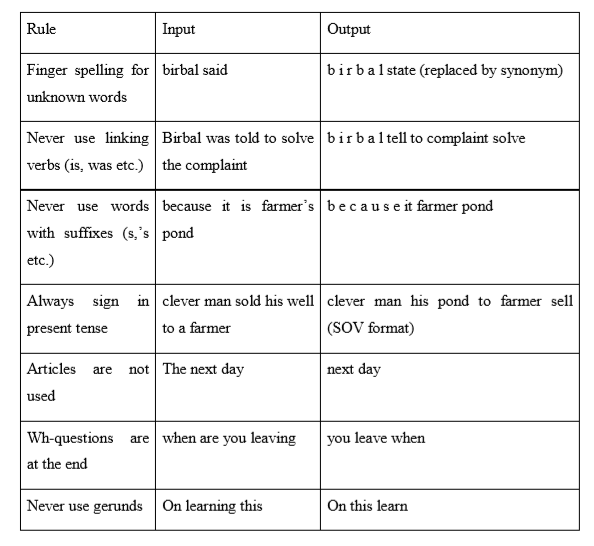 Rule Input Output
Finger spelling for birbal said b i r b a l state (replaced by synonym)
unknown words
Never use linking Birbal was told to solve b i r b a l tell to complaint solve
verbs (is, was etc.) the complaint
Never use words because it is farmer's b e c a u s e it farmer pond
with suffixes (s,'s pond
etc.)
Always sign in clever man sold his well clever man his pond to farmer sell
present tense to a farmer (SOV format)
Articles are not The next day next day
used
Wh-questions are when are you leaving you leave when
at the end
Never use gerunds On learning this On this learn